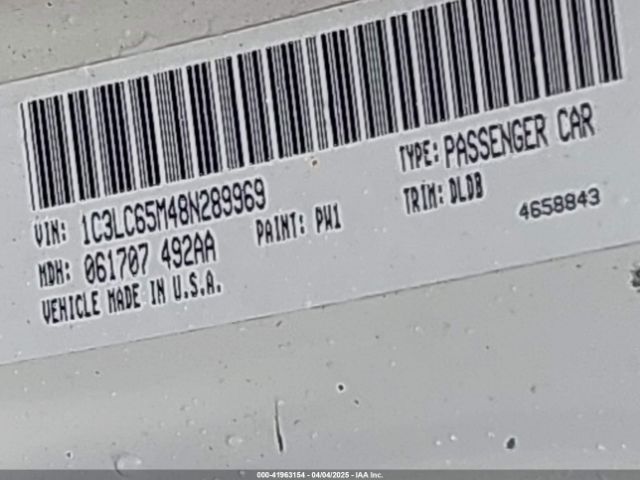 TYPE: PASSENGER CAR
VIN: 1C3LC65M48N289969
PAINT: PW1
TRIM: DLDB
4658843
MDH: 061707 492AA
VEHICLE MADE IN U.S.A.
000-41963154 - 04/04/2025 - IAA Inc.